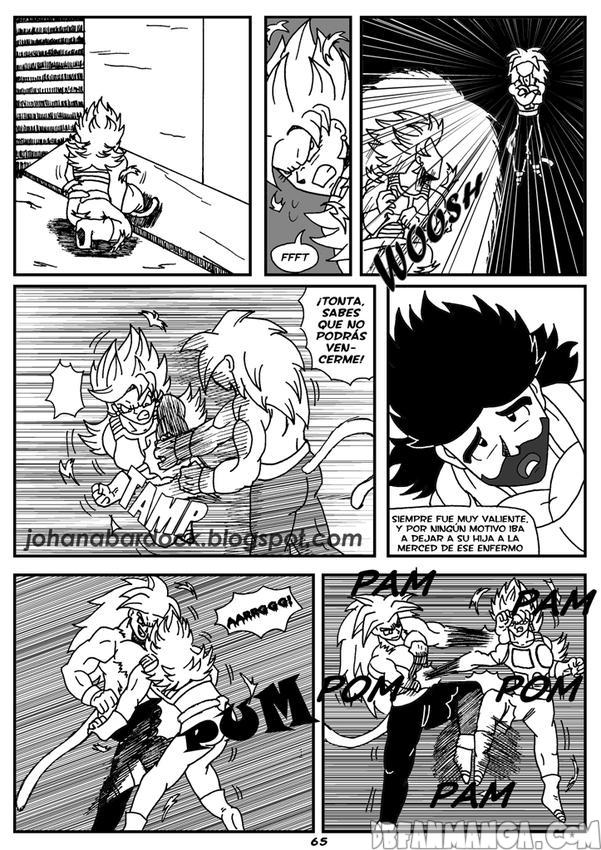 FFFT
WOOSH
¡TONTA,
SABES
QUE NO
PODRÁS
VEN-
CERME!
TAMP
johanabardock.blogspot.com
SIEMPRE FUE MUY VALIENTE,
Y POR NINGÚN MOTIVO IBA
A DEJAR A SU HIJA A LA
MERCED DE ESE ENFERMO
AARRGGG!
PUM
PAM
PAM
POM
POM
PAM
65
DBFANMANGA.COM